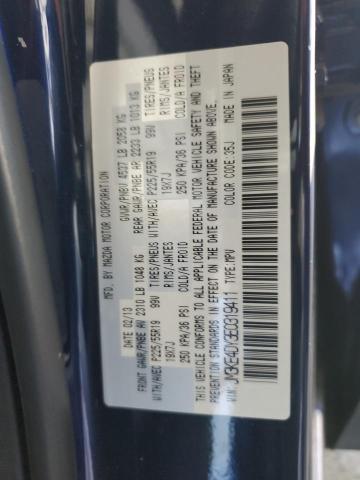 MFD. BY MAZDA MOTOR CORPORATION
DATE 02/13 GVWR/PNBV 4537 LB 2058 KG
FRONT GAWR/PNBE AV 2310 LB 1048 KG REAR GAWR/PNBE AR 2233 LB 1013 KG
WITH/AVEC P225/55R19 99V TIRES/PNEUS WITH/AVEC P225/55R19 99V TIRES/PNEUS
19X7J RIMS/JANTES 19X7J RIMS/JANTES
250 KPA/36 PSI COLD/A FROID 250 KPA/36 PSI COLD/A FROID
THIS VEHICLE CONFORMS TO ALL APPLICABLE FEDERAL MOTOR VEHICLE SAFETY AND THEFT
PREVENTION STANDARDS IN EFFECT ON THE DATE OF MANUFACTURE SHOWN ABOVE.
VIN: JM3KE4DY3E0319411 TYPE:MPV COLOR CODE:35J MADE IN JAPAN